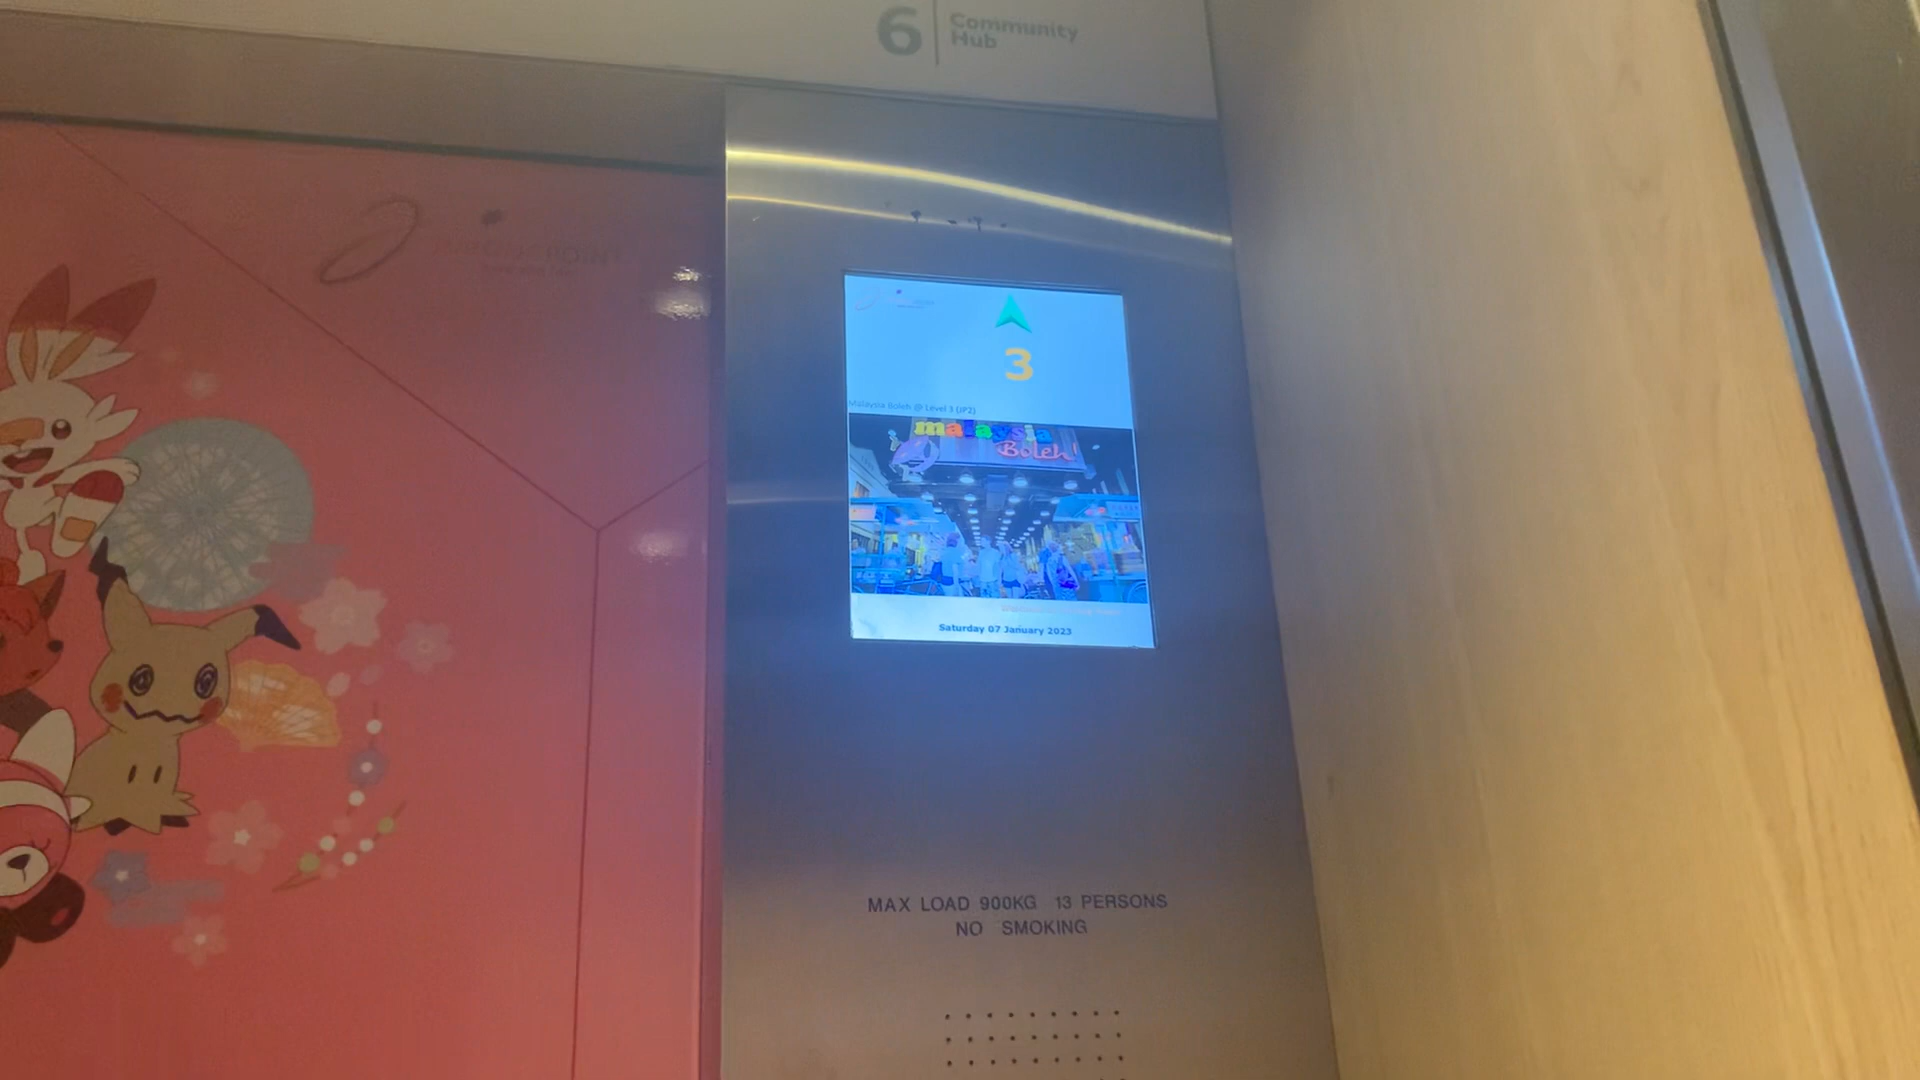 6 Community
Hub
POINT
3
Malaysia Boleh @ Level 3 (JP2)
malaysia
Boleh!
Saturday 07 January 2023
MAX LOAD 900KG 13 PERSONS
NO SMOKING